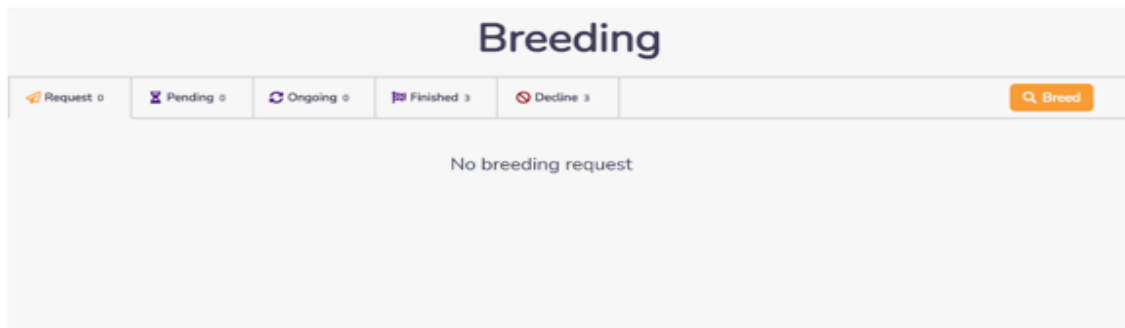 Breeding
Request 0 Pending 0 Ongoing 0 Finished 3 Decline 3 Breed
No breeding request